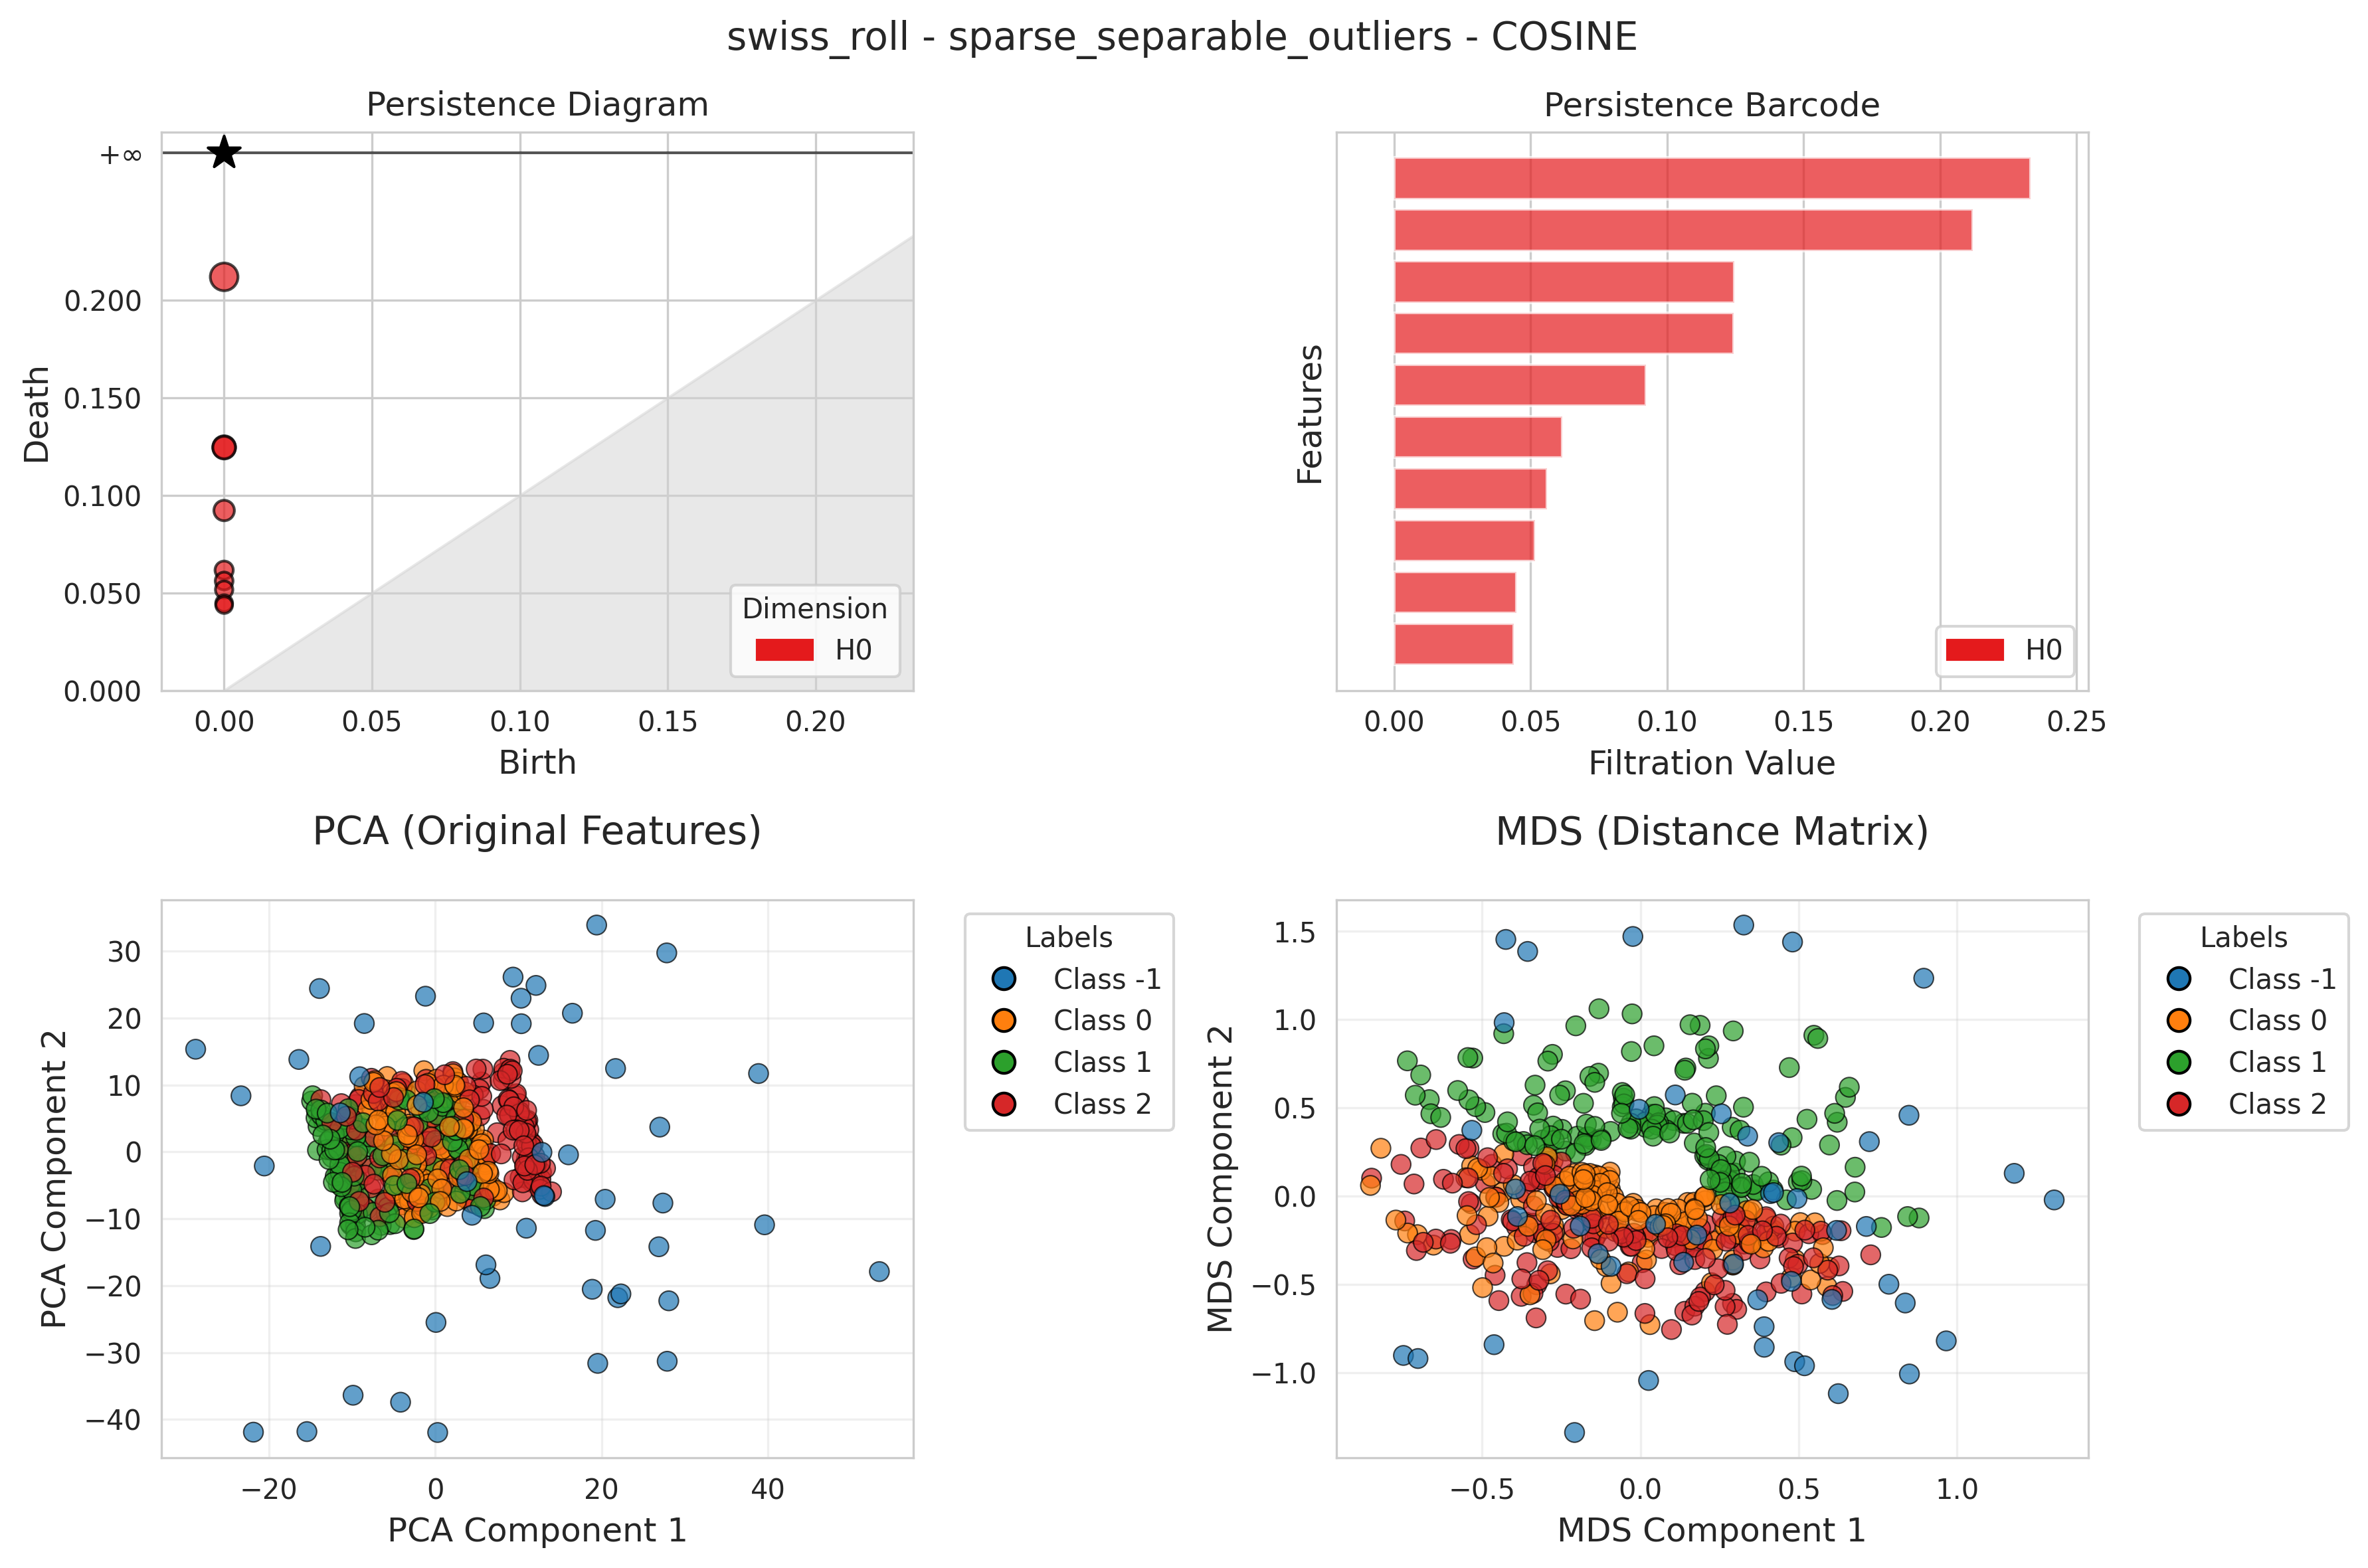 swiss_roll - sparse_separable_outliers - COSINE
Persistence Diagram
+∞
0.200
0.150
0.100
0.050
0.000
Death
0.00 0.05 0.10 0.15 0.20
Birth
Dimension
H0
Persistence Barcode
Features
H0
0.00 0.05 0.10 0.15 0.20 0.25
Filtration Value
PCA (Original Features)
30
20
10
0
−10
−20
−30
−40
PCA Component 2
−20 0 20 40
PCA Component 1
Labels
Class -1
Class 0
Class 1
Class 2
MDS (Distance Matrix)
1.5
1.0
0.5
0.0
−0.5
−1.0
MDS Component 2
−0.5 0.0 0.5 1.0
MDS Component 1
Labels
Class -1
Class 0
Class 1
Class 2